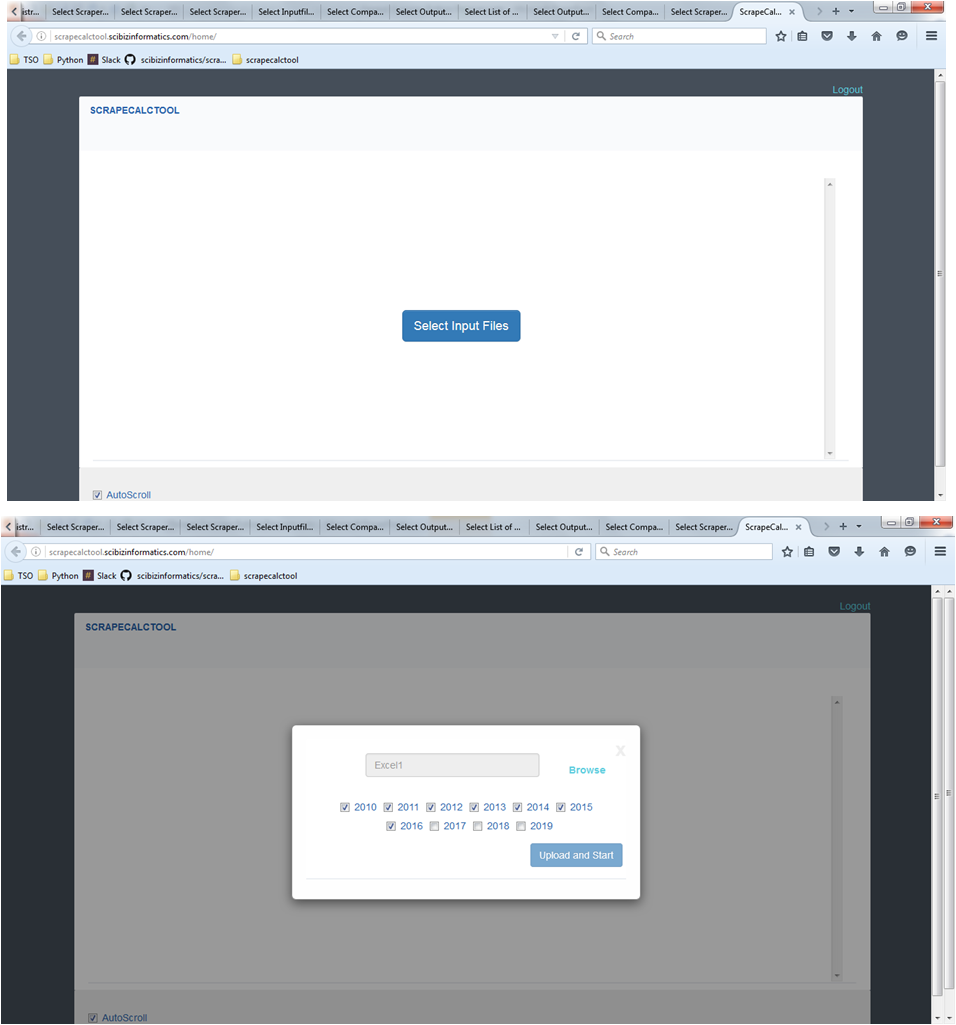 istr... Select Scraper... Select Scraper... Select Scraper... Select Inputfil... Select Compa... Select Output... Select List of ... Select Output... Select Compa... Select Scraper... ScrapeCal...
scrapecalctool.scibizinformatics.com/home/ Search
TSO Python Slack scibizinformatics/scra... scrapecalctool
Logout
SCRAPECALCTOOL
Select Input Files
AutoScroll
istr... Select Scraper... Select Scraper... Select Scraper... Select Inputfil... Select Compa... Select Output... Select List of ... Select Output... Select Compa... Select Scraper... ScrapeCal...
scrapecalctool.scibizinformatics.com/home/ Search
TSO Python Slack scibizinformatics/scra... scrapecalctool
Logout
SCRAPECALCTOOL
X
Excel1 Browse
2010 2011 2012 2013 2014 2015
2016 2017 2018 2019
Upload and Start
AutoScroll